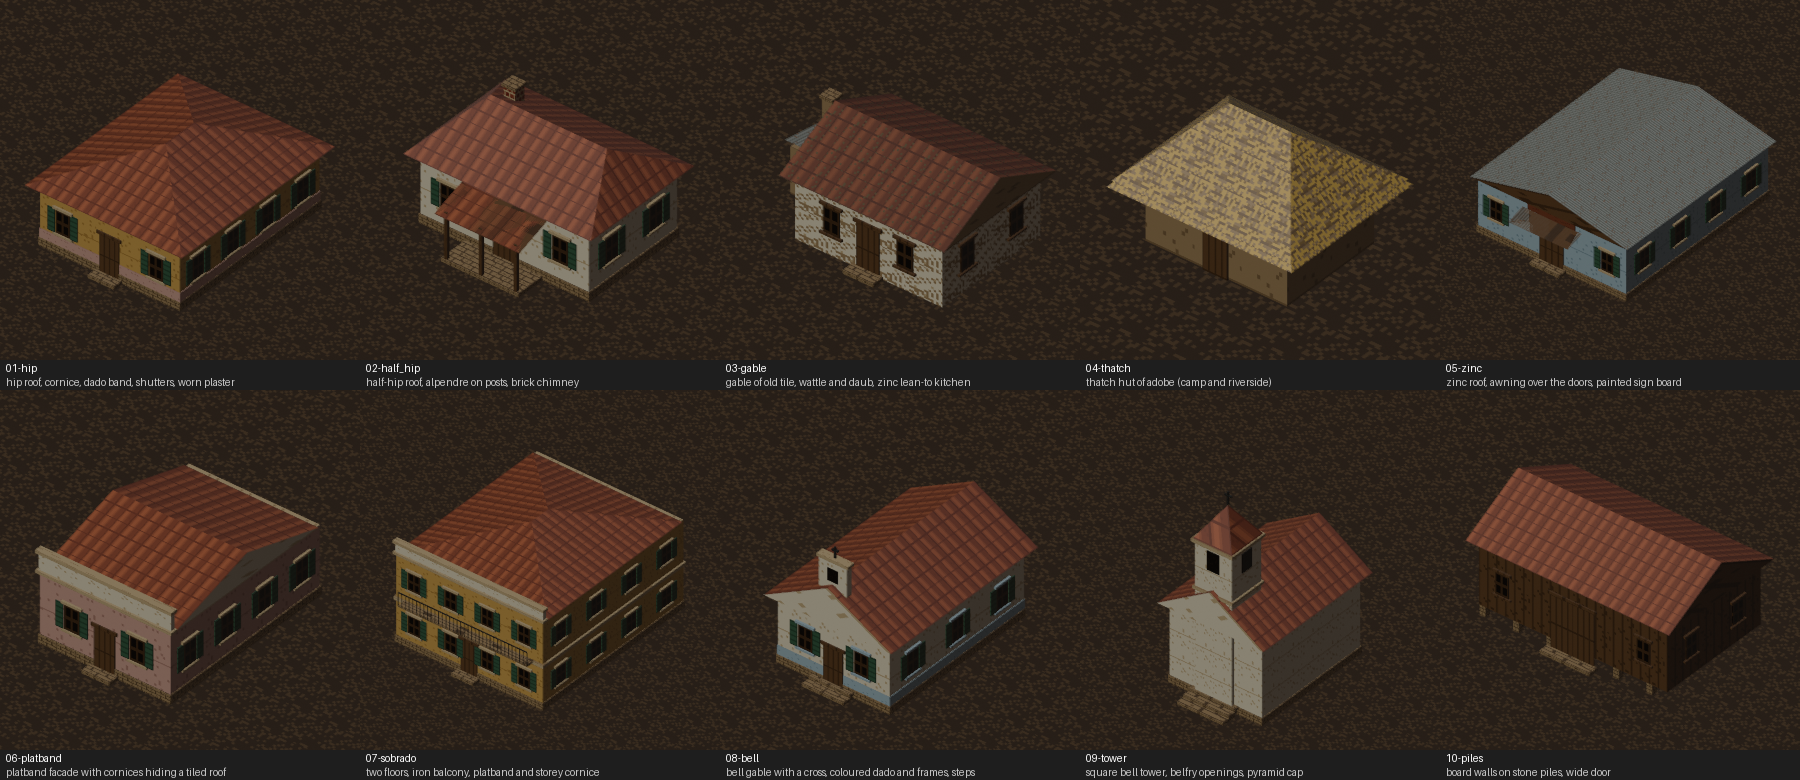 01-hip
hip roof, cornice, dado band, shutters, worn plaster
02-half_hip
half-hip roof, alpendre on posts, brick chimney
03-gable
gable of old tile, wattle and daub, zinc lean-to kitchen
04-thatch
thatch hut of adobe (camp and riverside)
05-zinc
zinc roof, awning over the doors, painted sign board
06-platband
platband facade with cornices hiding a tiled roof
07-sobrado
two floors, iron balcony, platband and storey cornice
08-bell
bell gable with a cross, coloured dado and frames, steps
09-tower
square bell tower, belfry openings, pyramid cap
10-piles
board walls on stone piles, wide door